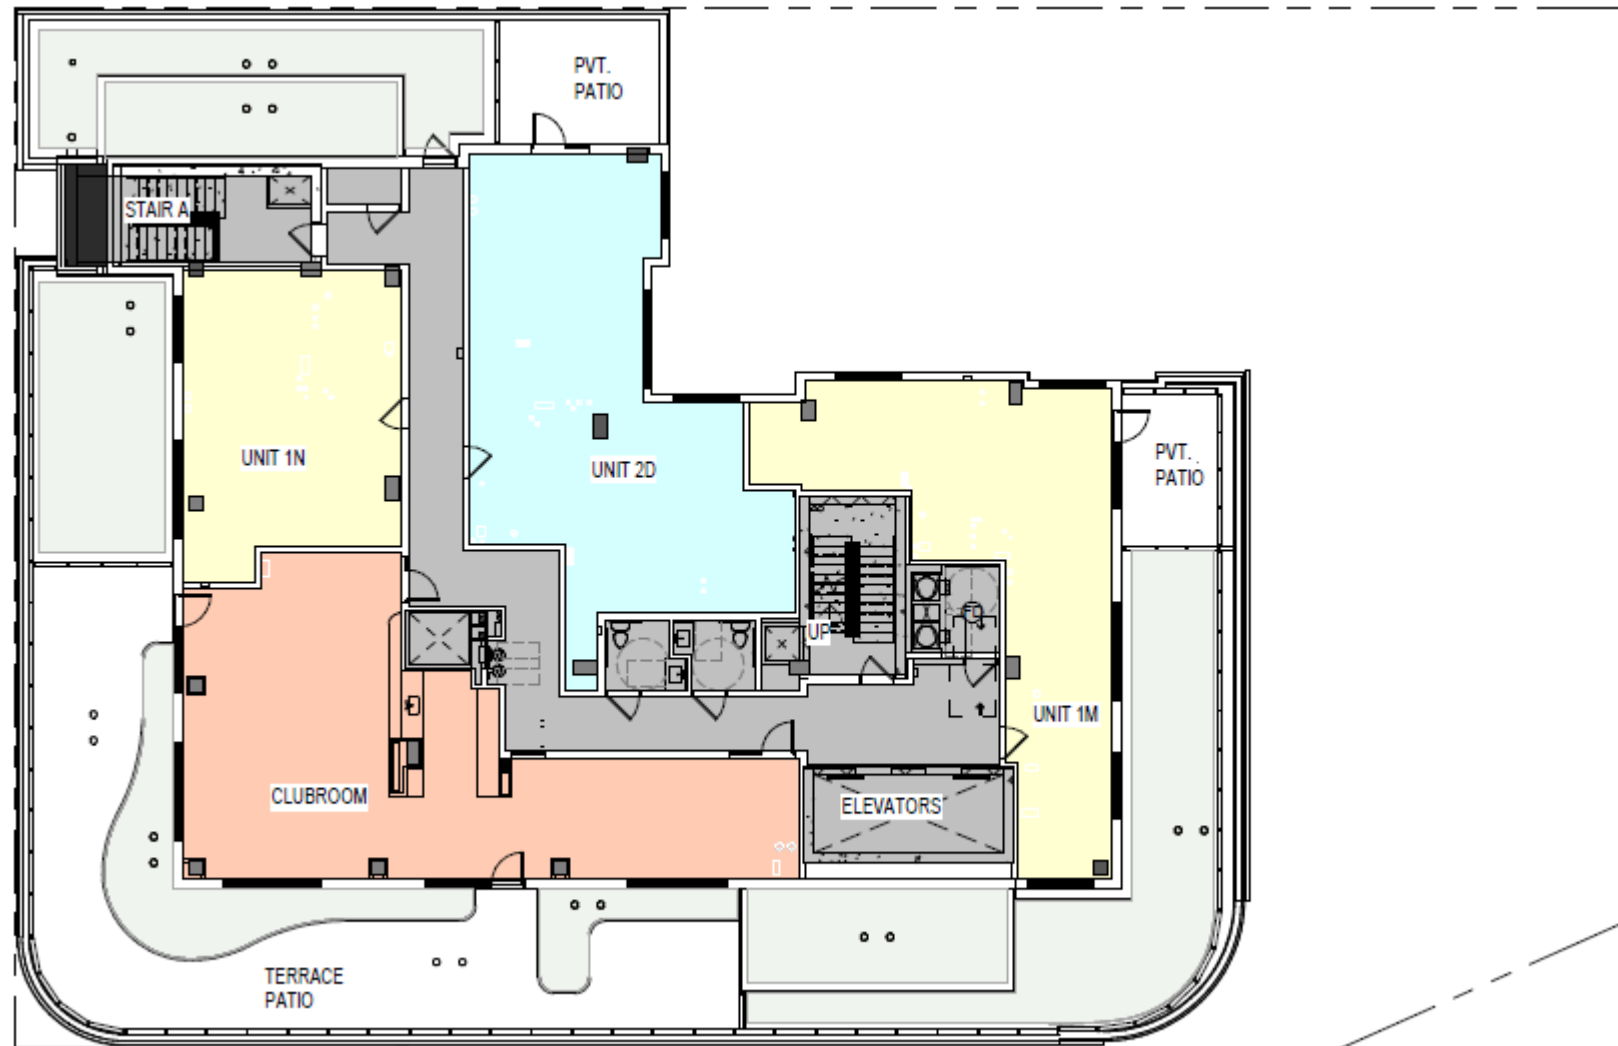 PVT.
PATIO
STAIR A
UNIT 1N
UNIT 2D
PVT.
PATIO
UP
UNIT 1M
CLUBROOM
ELEVATORS
TERRACE
PATIO